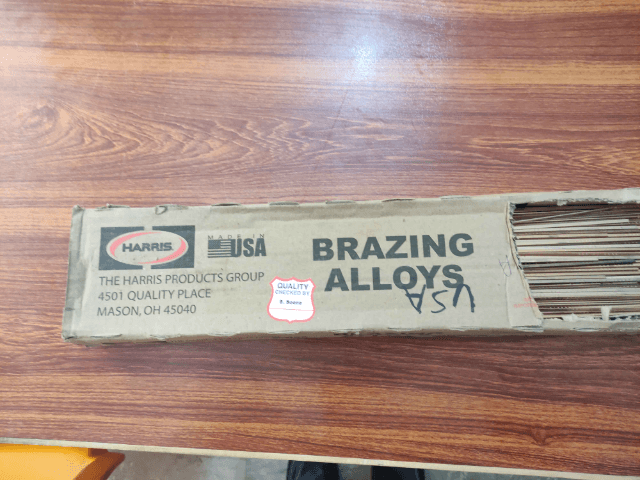 HARRIS
MADE IN
USA
THE HARRIS PRODUCTS GROUP
4501 QUALITY PLACE
MASON, OH 45040
BRAZING
ALLOYS
USA
QUALITY
CHECKED BY